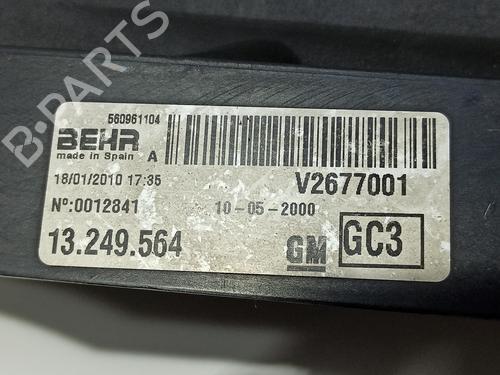 560961104
BEHR
made in Spain A
18/01/2010 17:35 V2677001
Nº:0012841 10-05-2000
13.249.564 GM GC3
B-PARTS